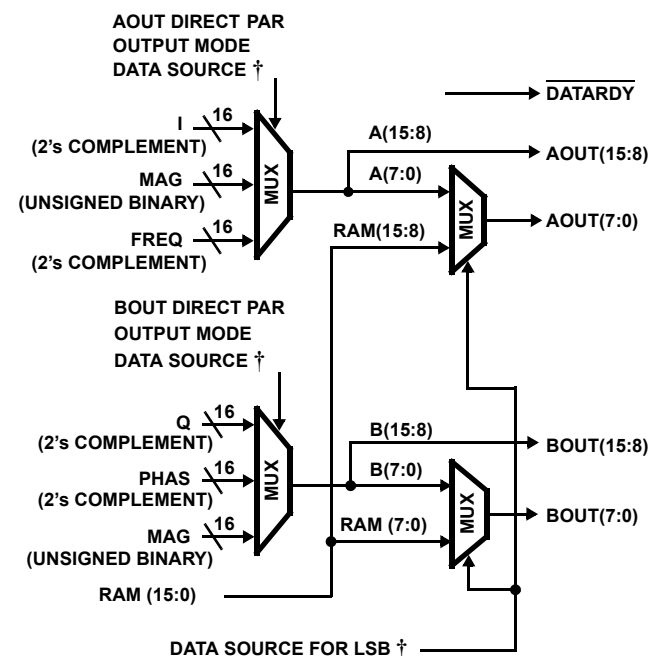 AOUT DIRECT PAR
OUTPUT MODE
DATA SOURCE †
DATARDY
I
16
(2's COMPLEMENT)
MAG
16
(UNSIGNED BINARY)
FREQ
16
(2's COMPLEMENT)
MUX
A(15:8)
AOUT(15:8)
A(7:0)
RAM(15:8)
MUX
AOUT(7:0)
BOUT DIRECT PAR
OUTPUT MODE
DATA SOURCE †
Q
16
(2's COMPLEMENT)
PHAS
16
(2's COMPLEMENT)
MAG
16
(UNSIGNED BINARY)
MUX
B(15:8)
BOUT(15:8)
B(7:0)
RAM (7:0)
MUX
BOUT(7:0)
RAM (15:0)
DATA SOURCE FOR LSB †